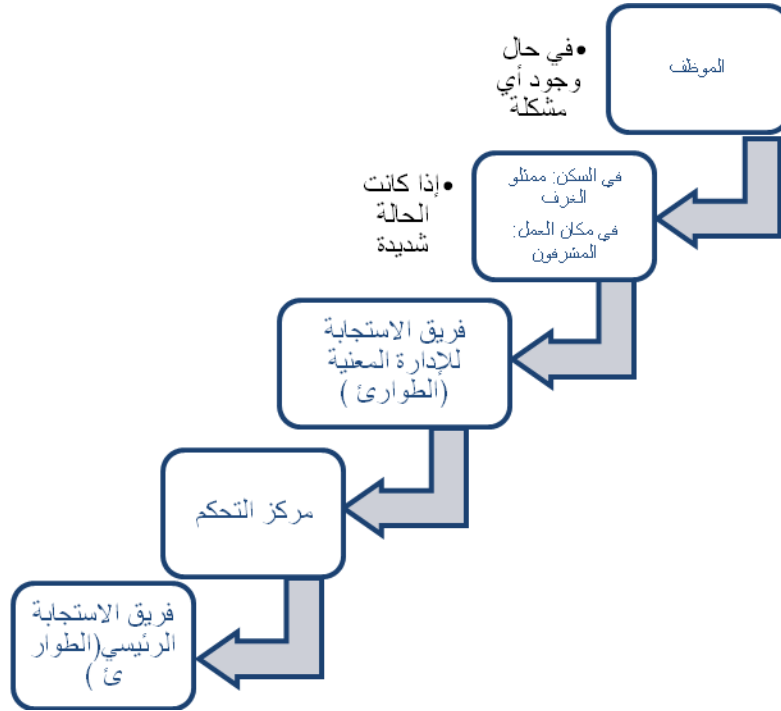 الموظف
•في حال
وجود أي
مشكلة
في السكن: ممثلو
الغرف
في مكان العمل:
المشرفون
•إذا كانت
الحالة
شديدة
فريق الاستجابة
للإدارة المعنية
(الطوارئ )
مركز التحكم
فريق الاستجابة
الرئيسي(الطوار
ئ )